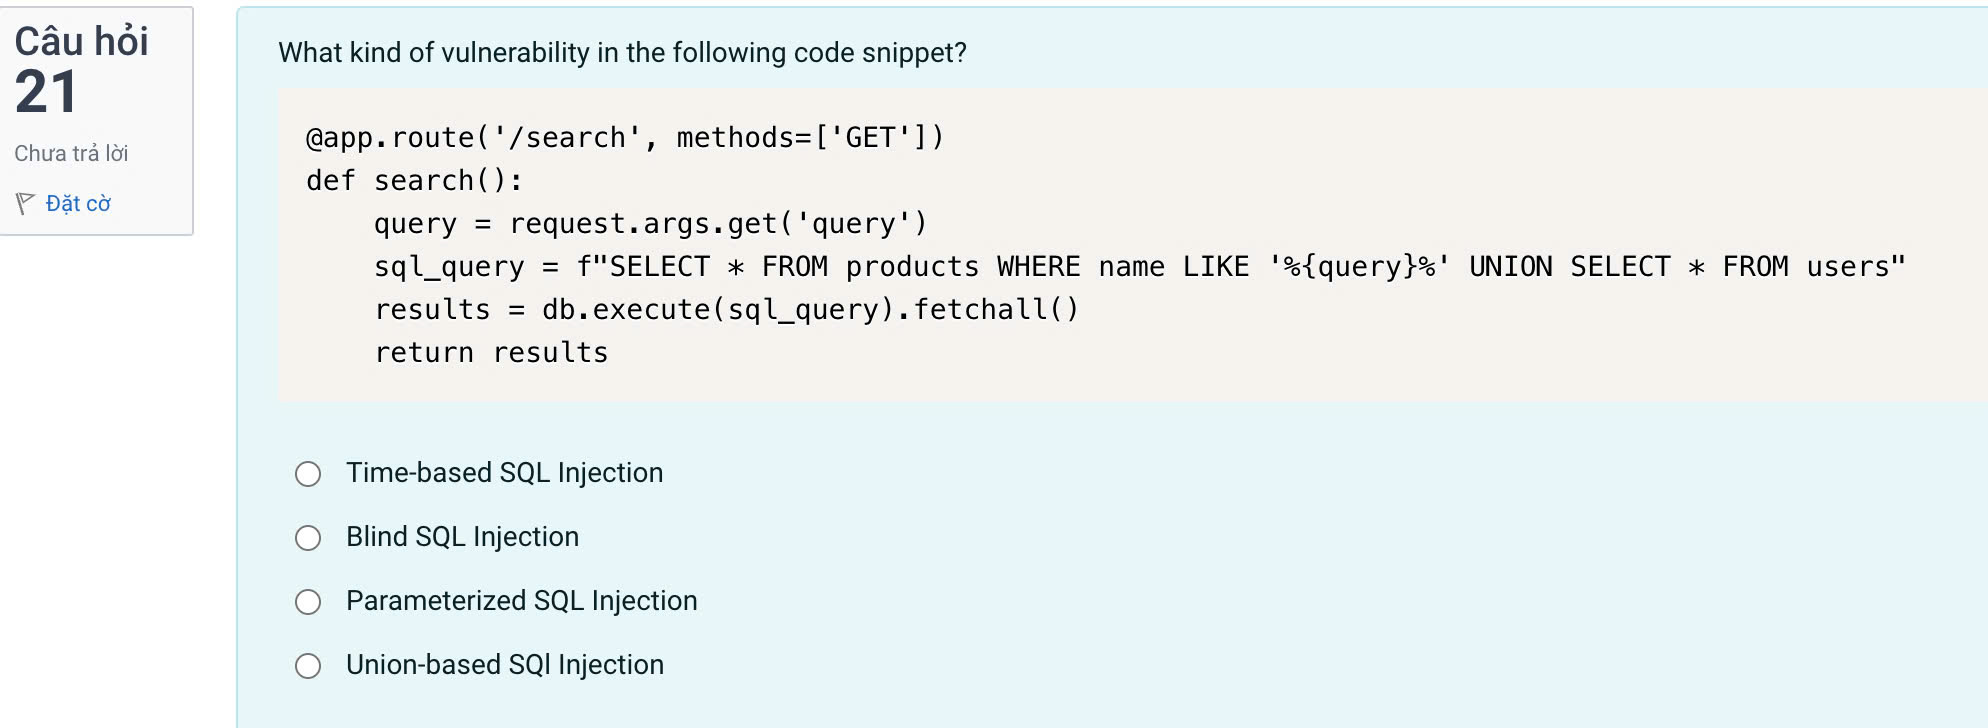 Câu hỏi
21
Chưa trả lời
Đặt cờ
What kind of vulnerability in the following code snippet?
@app.route('/search', methods=['GET'])
def search():
    query = request.args.get('query')
    sql_query = f"SELECT * FROM products WHERE name LIKE '%{query}%' UNION SELECT * FROM users"
    results = db.execute(sql_query).fetchall()
    return results
Time-based SQL Injection
Blind SQL Injection
Parameterized SQL Injection
Union-based SQl Injection